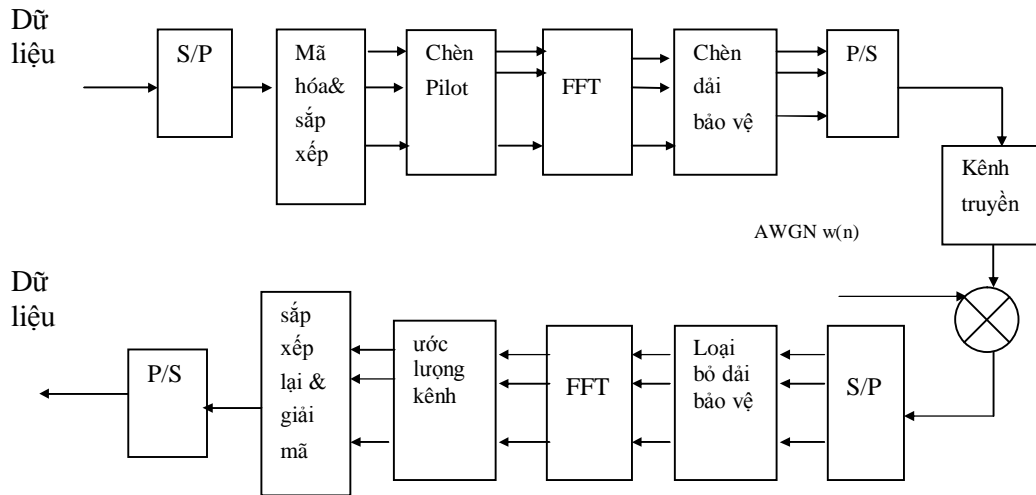 Dữ
liệu
S/P
Mã
hóa&
sắp
xếp
Chèn
Pilot
FFT
Chèn
dải
bảo vệ
P/S
Kênh
truyền
AWGN w(n)
Dữ
liệu
P/S
sắp
xếp
lại &
giải
mã
ước
lượng
kênh
FFT
Loại
bỏ dải
bảo vệ
S/P